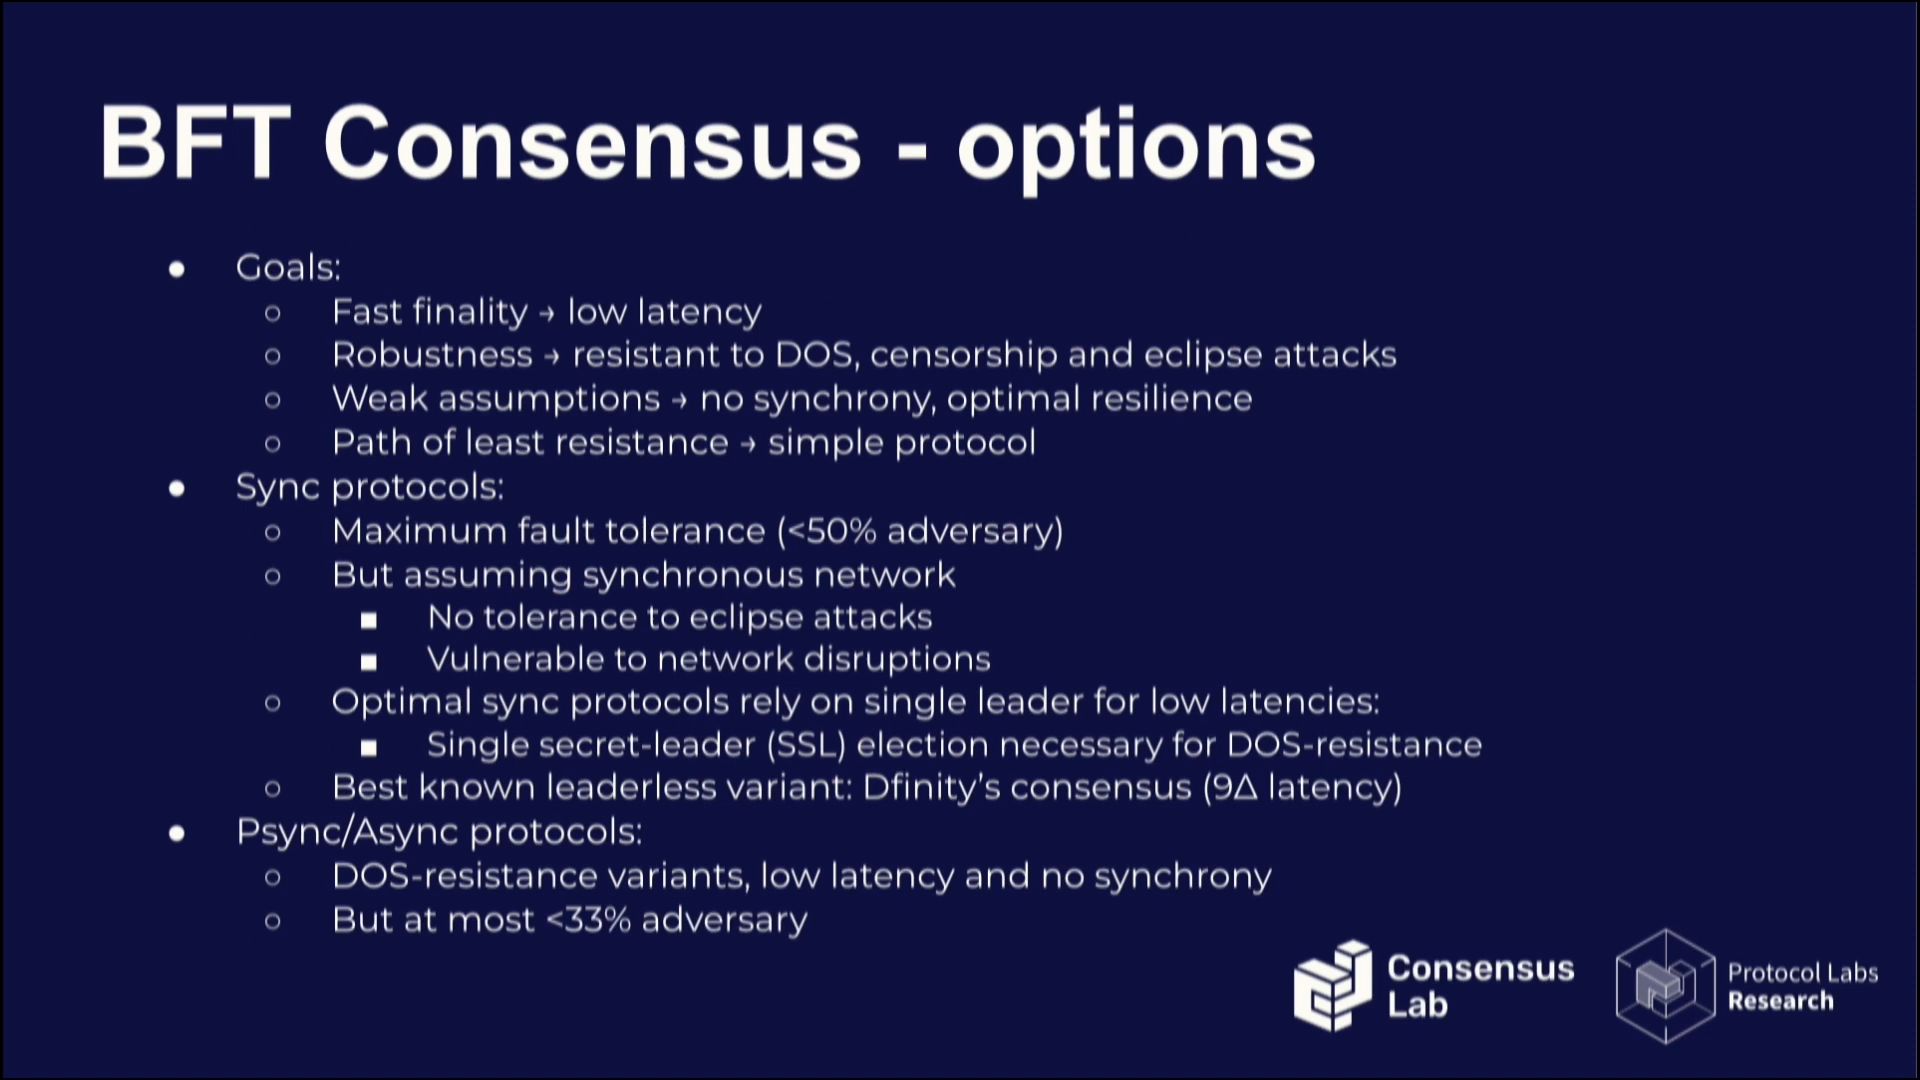 BFT Consensus - options
● Goals:
○ Fast finality → low latency
○ Robustness → resistant to DOS, censorship and eclipse attacks
○ Weak assumptions → no synchrony, optimal resilience
○ Path of least resistance → simple protocol
● Sync protocols:
○ Maximum fault tolerance (<50% adversary)
○ But assuming synchronous network
■ No tolerance to eclipse attacks
■ Vulnerable to network disruptions
○ Optimal sync protocols rely on single leader for low latencies:
■ Single secret-leader (SSL) election necessary for DOS-resistance
○ Best known leaderless variant: Dfinity’s consensus (9Δ latency)
● Psync/Async protocols:
○ DOS-resistance variants, low latency and no synchrony
○ But at most <33% adversary
Consensus
Lab
Protocol Labs
Research